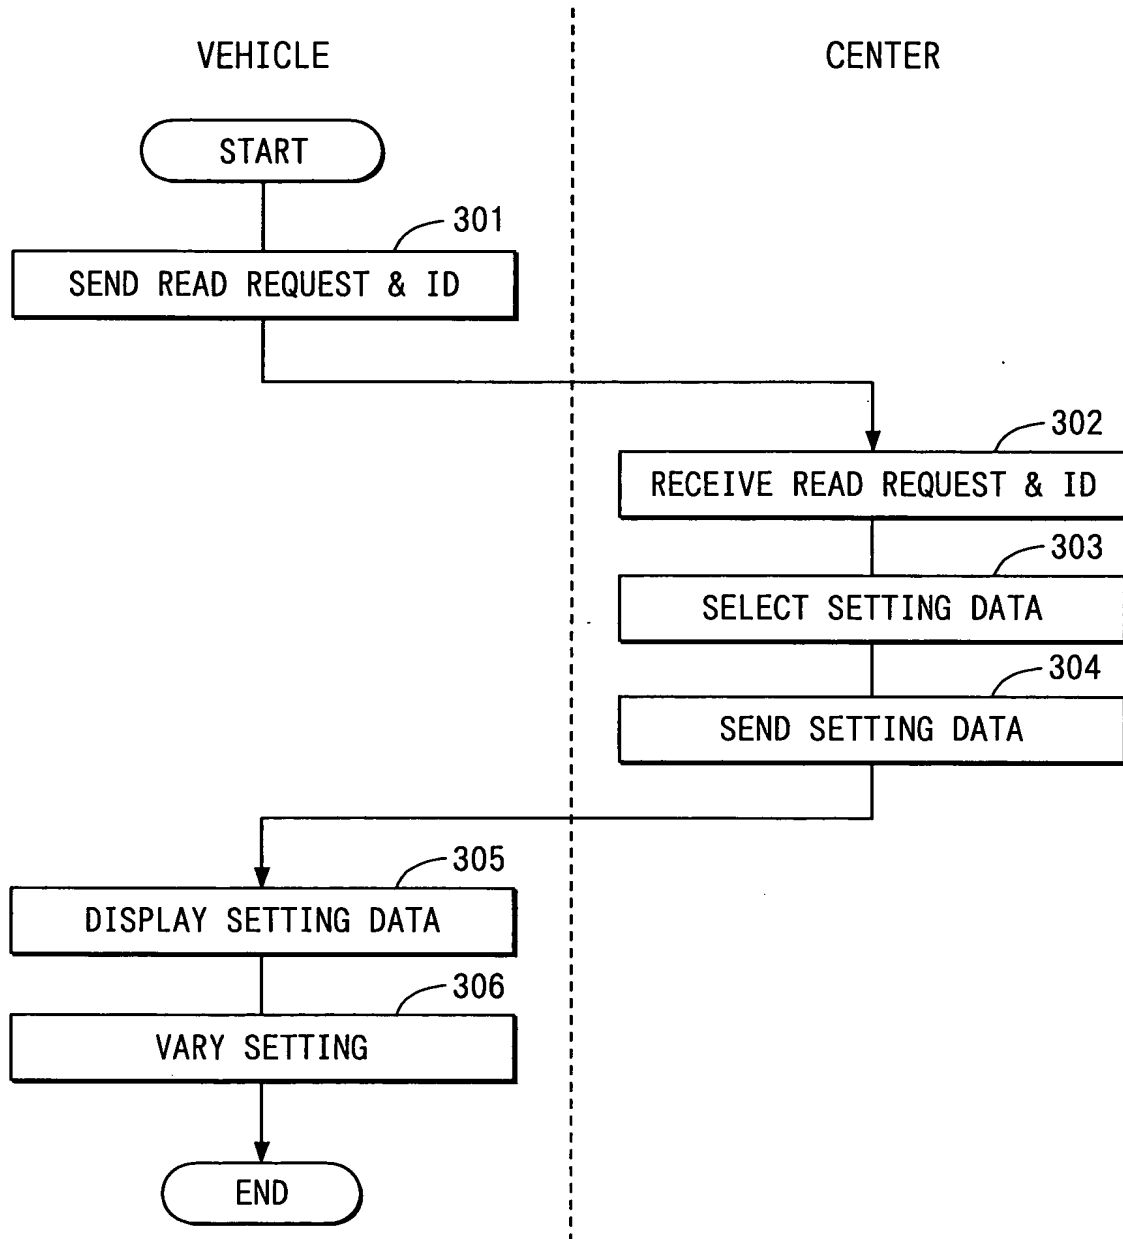 VEHICLE
CENTER
START
301
SEND READ REQUEST & ID
302
RECEIVE READ REQUEST & ID
303
SELECT SETTING DATA
304
SEND SETTING DATA
305
DISPLAY SETTING DATA
306
VARY SETTING
END